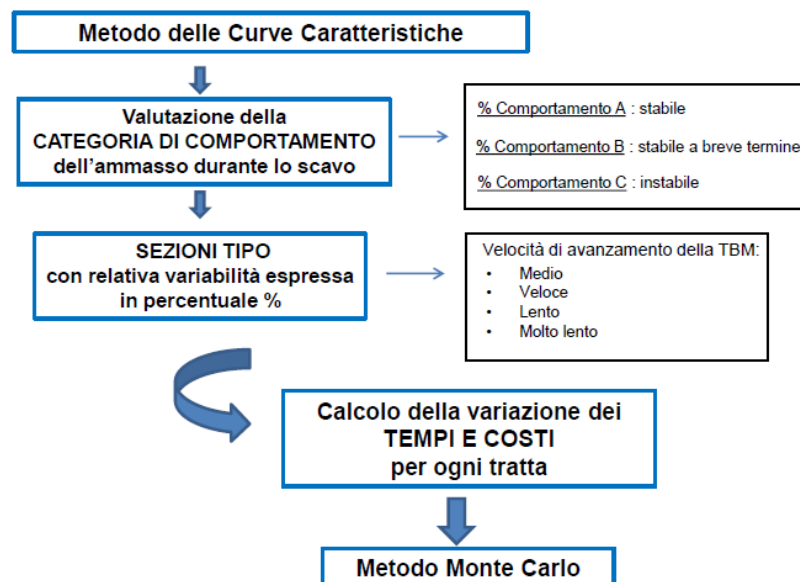 Metodo delle Curve Caratteristiche
Valutazione della
CATEGORIA DI COMPORTAMENTO
dell'ammasso durante lo scavo
% Comportamento A : stabile
% Comportamento B : stabile a breve termine
% Comportamento C : instabile
SEZIONI TIPO
con relativa variabilità espressa
in percentuale %
Velocità di avanzamento della TBM:
• Medio
• Veloce
• Lento
• Molto lento
Calcolo della variazione dei
TEMPI E COSTI
per ogni tratta
Metodo Monte Carlo